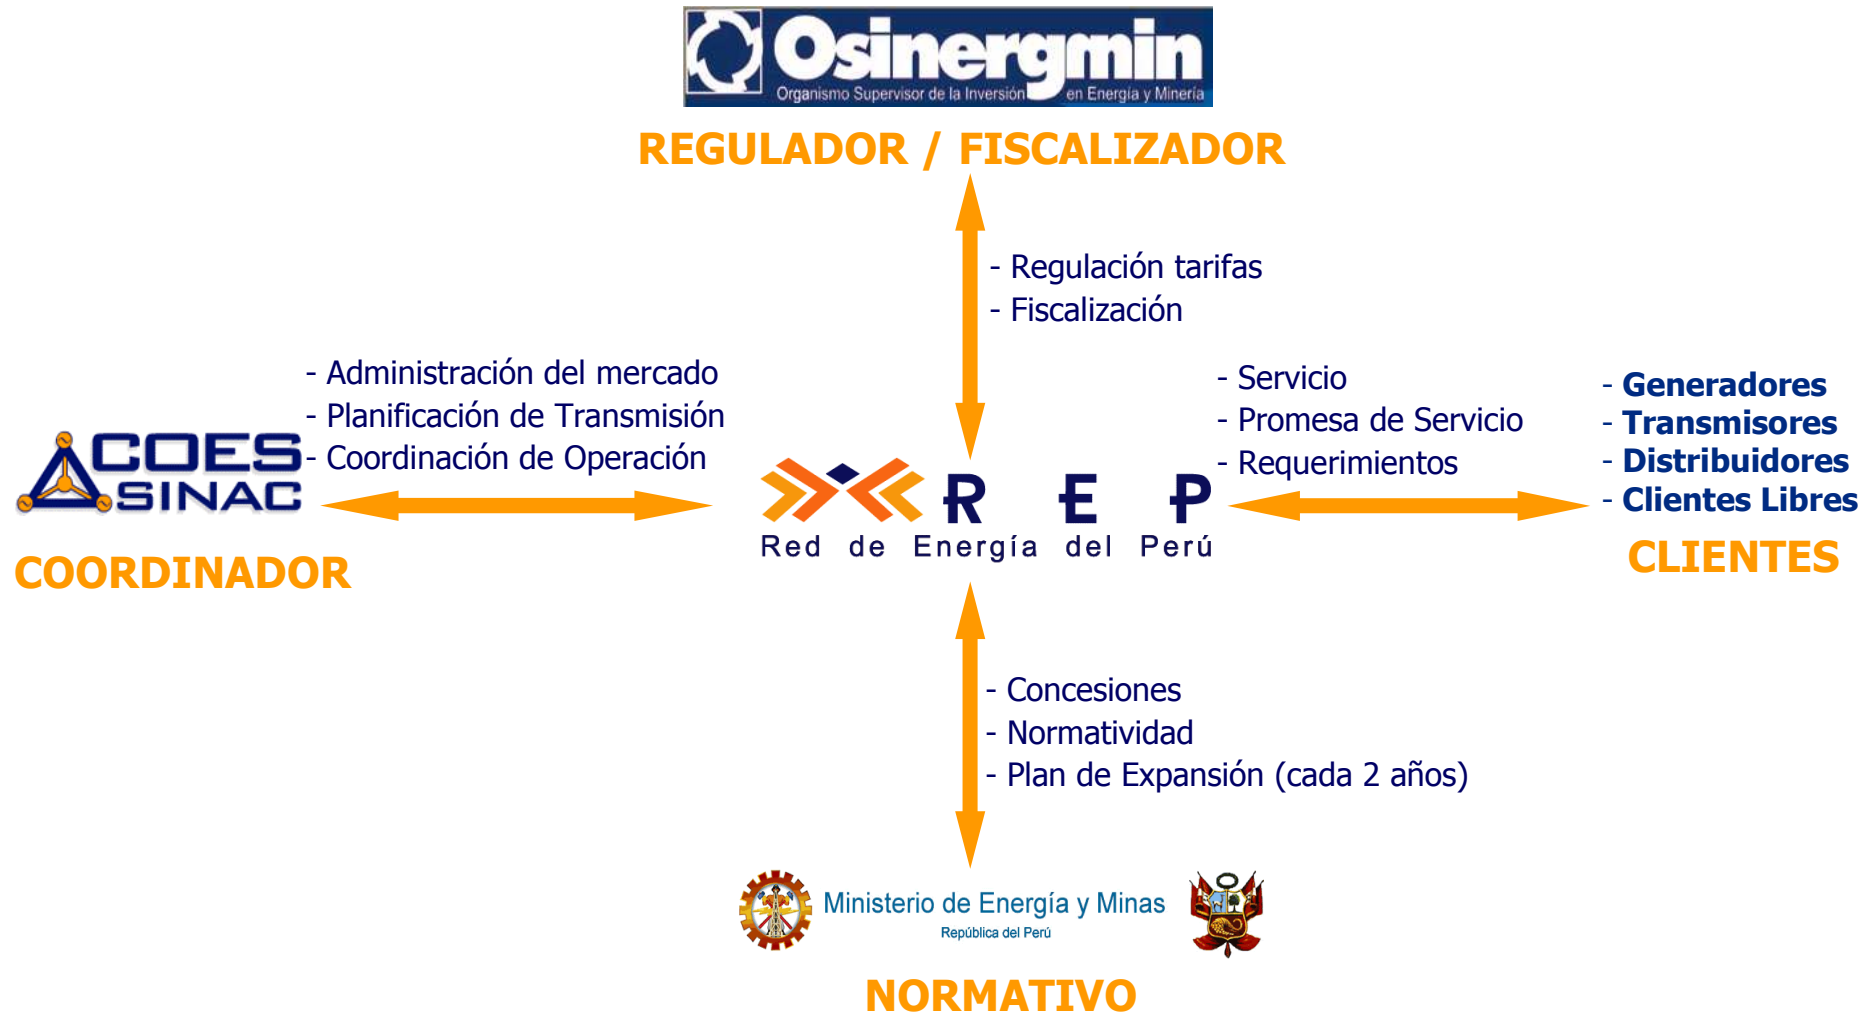 Osinergmin
Organismo Supervisor de la Inversión en Energía y Minería
REGULADOR / FISCALIZADOR
- Regulación tarifas
- Fiscalización
- Administración del mercado
- Planificación de Transmisión
- Coordinación de Operación
COES
SINAC
COORDINADOR
REP
Red de Energía del Perú
- Servicio
- Promesa de Servicio
- Requerimientos
- Generadores
- Transmisores
- Distribuidores
- Clientes Libres
CLIENTES
- Concesiones
- Normatividad
- Plan de Expansión (cada 2 años)
Ministerio de Energía y Minas
República del Perú
NORMATIVO